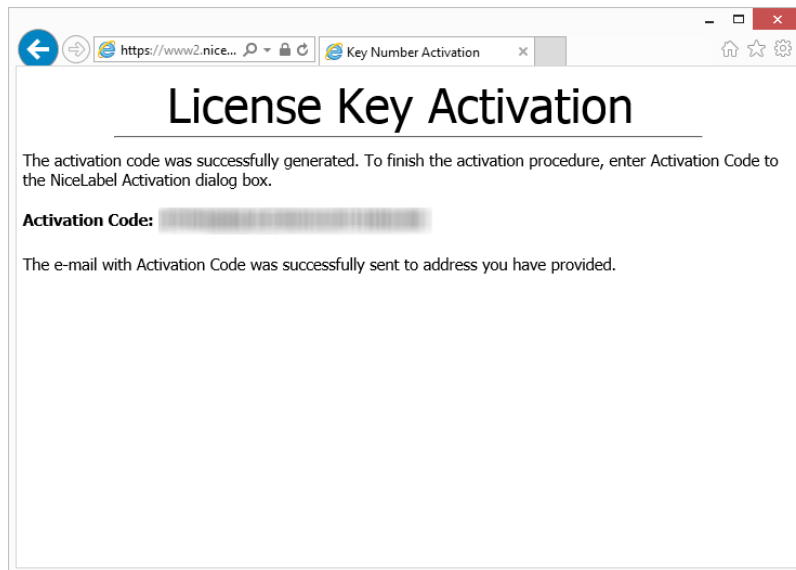 https://www2.nice...
Key Number Activation
License Key Activation
The activation code was successfully generated. To finish the activation procedure, enter Activation Code to
the NiceLabel Activation dialog box.
Activation Code:
The e-mail with Activation Code was successfully sent to address you have provided.